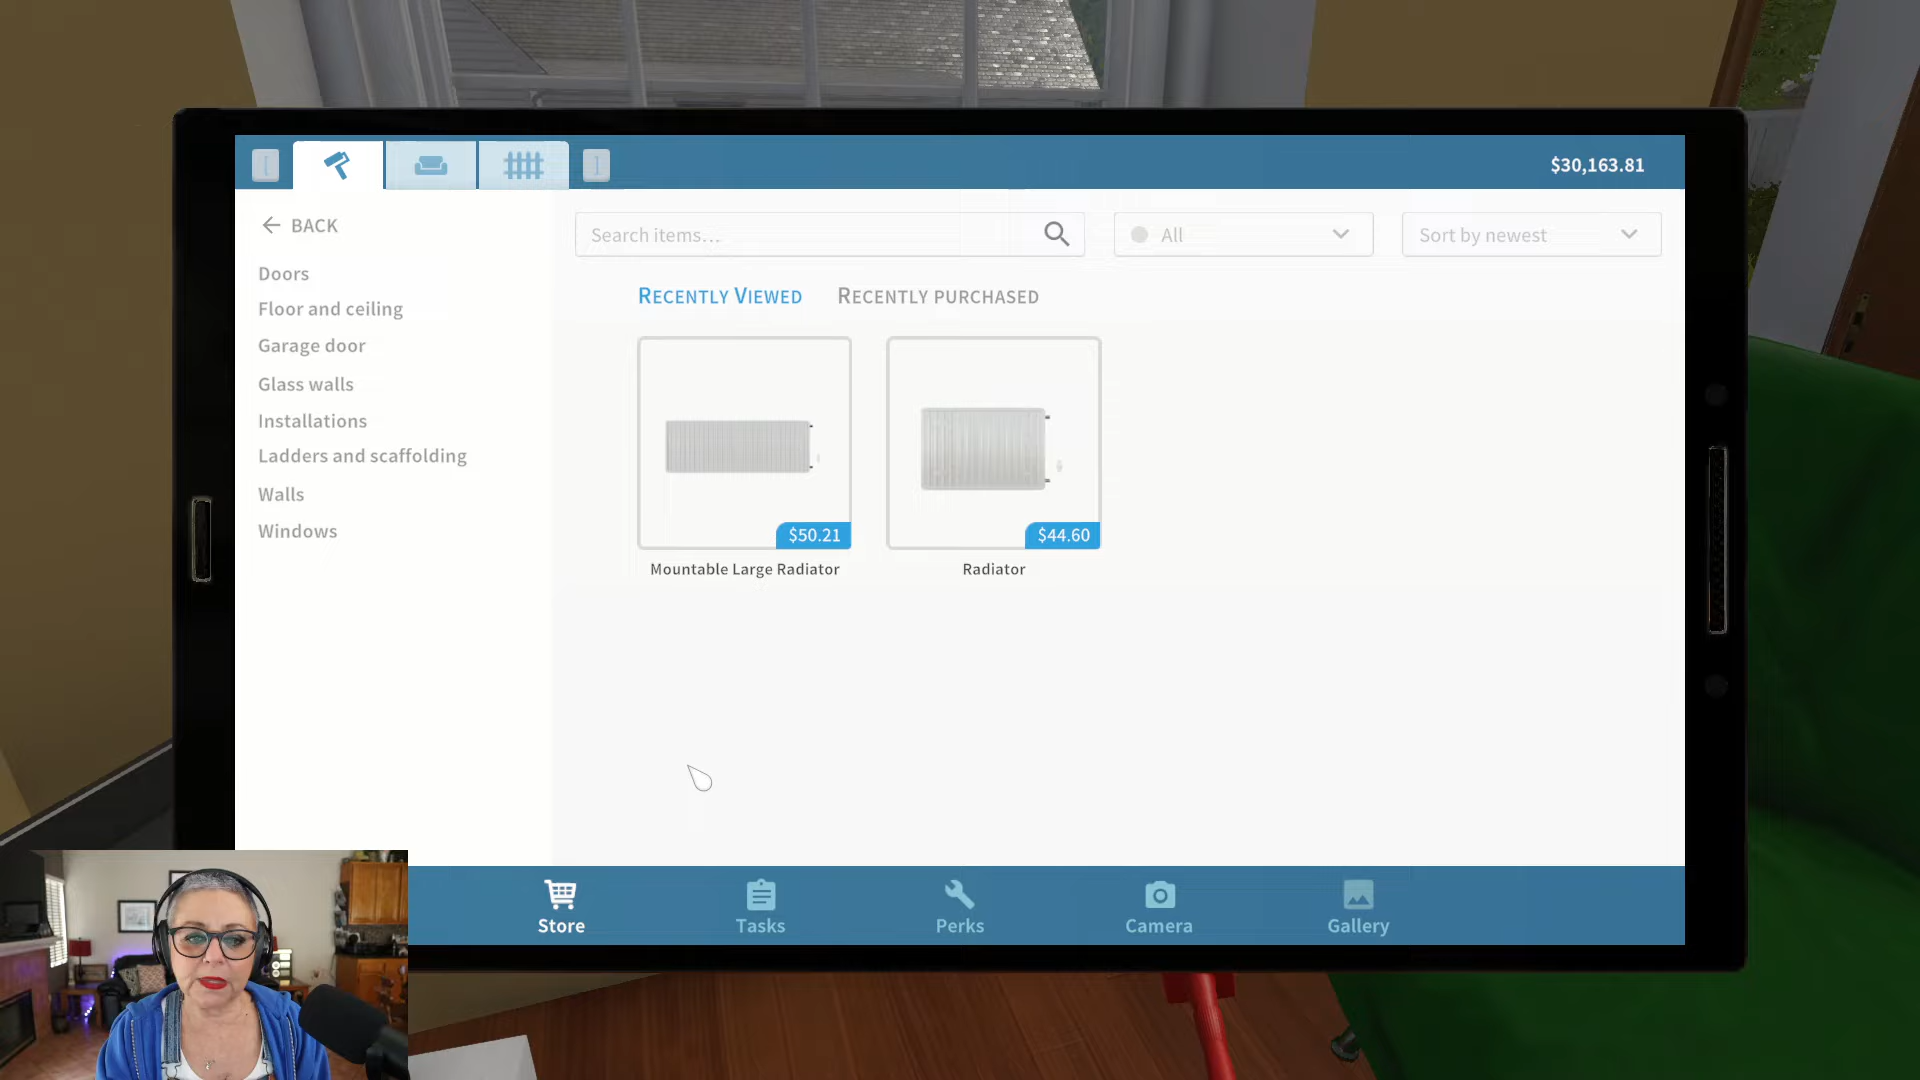 $30,163.81
BACK
Doors
Floor and ceiling
Garage door
Glass walls
Installations
Ladders and scaffolding
Walls
Windows
Search items...
All
Sort by newest
RECENTLY VIEWED
RECENTLY PURCHASED
$50.21
Mountable Large Radiator
$44.60
Radiator
Store
Tasks
Perks
Camera
Gallery